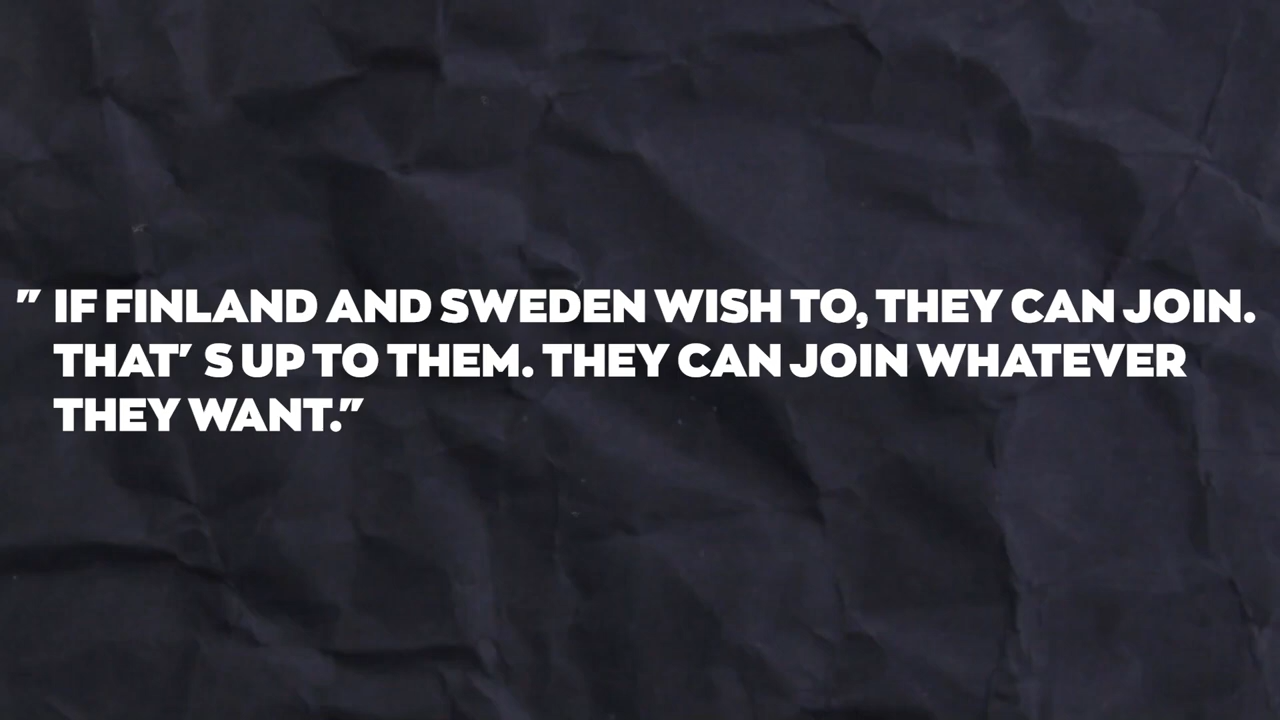 " IF FINLAND AND SWEDEN WISH TO, THEY CAN JOIN.
THAT' S UP TO THEM. THEY CAN JOIN WHATEVER
THEY WANT."